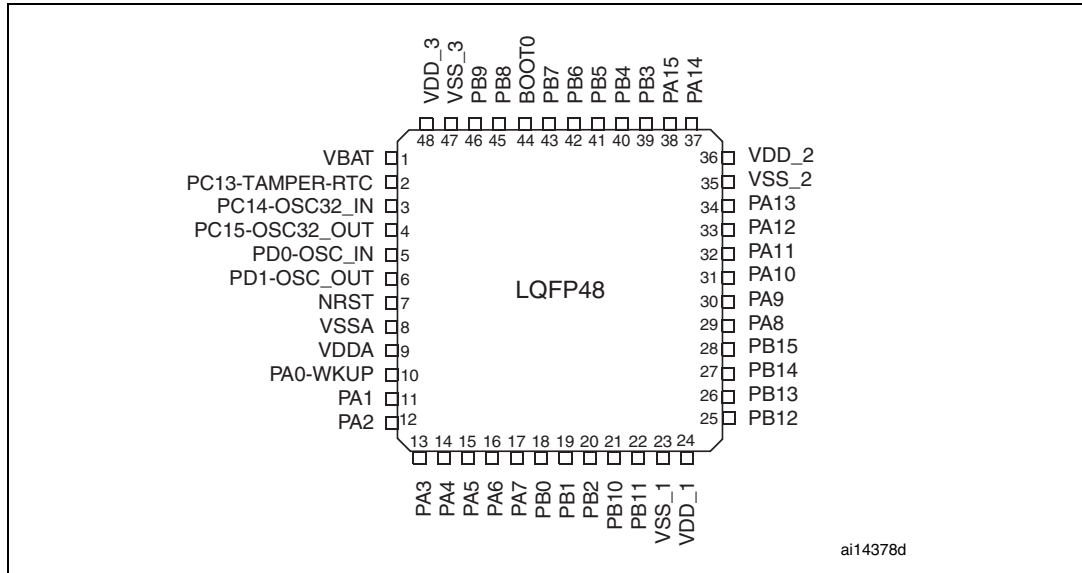 VDD_3
VSS_3
PB9
PB8
BOOT0
PB7
PB6
PB5
PB4
PB3
PA15
PA14
48 47 46 45 44 43 42 41 40 39 38 37
VBAT 1
PC13-TAMPER-RTC 2
PC14-OSC32_IN 3
PC15-OSC32_OUT 4
PD0-OSC_IN 5
PD1-OSC_OUT 6
NRST 7
VSSA 8
VDDA 9
PA0-WKUP 10
PA1 11
PA2 12
LQFP48
36 VDD_2
35 VSS_2
34 PA13
33 PA12
32 PA11
31 PA10
30 PA9
29 PA8
28 PB15
27 PB14
26 PB13
25 PB12
13 14 15 16 17 18 19 20 21 22 23 24
PA3
PA4
PA5
PA6
PA7
PB0
PB1
PB2
PB10
PB11
VSS_1
VDD_1
ai14378d